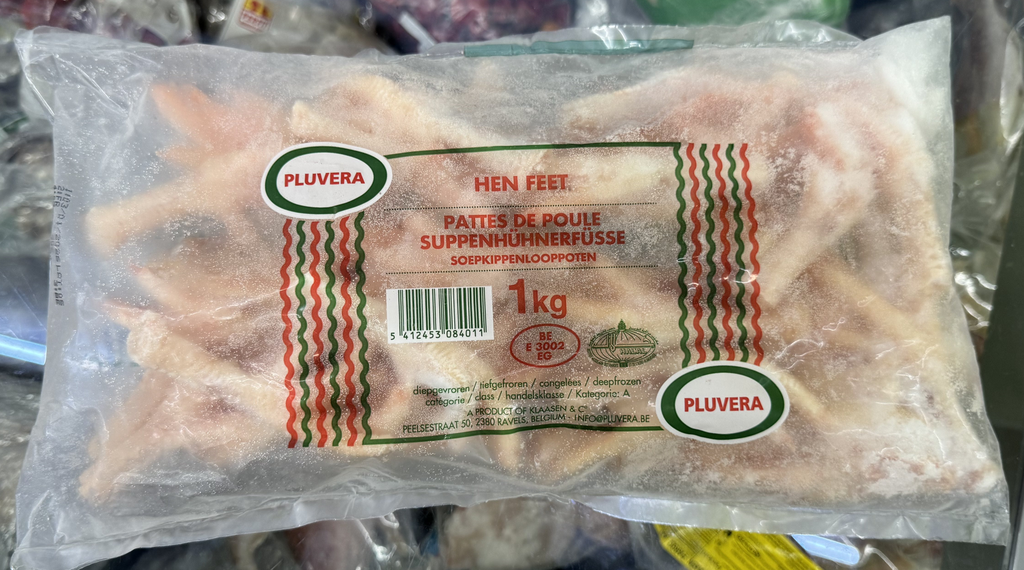 PLUVERA
HEN FEET
PATTES DE POULE
SUPPENHÜHNERFÜSSE
SOEPKIPPENLOOPPOTEN
1kg
5 412453 084011
BE
E 3002
EG
HALAL
diepgevroren / tiefgefroren / congelées / deepfrozen
catégorie / class / handelsklasse / Kategorie: A
A PRODUCT OF KLAASEN & C°
PEELSESTRAAT 50, 2380 RAVELS, BELGIUM - INFO@PLUVERA.BE
PLUVERA